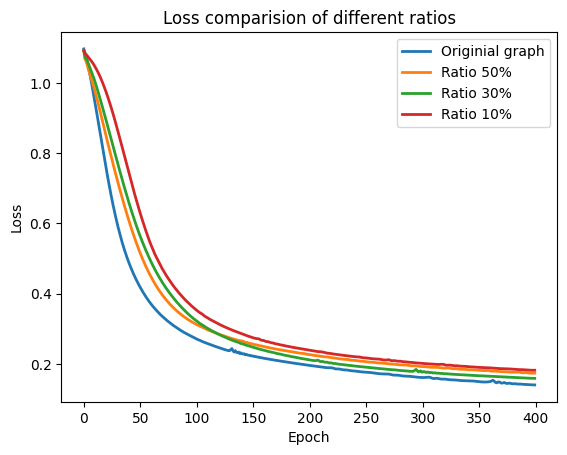 Loss comparision of different ratios
Originial graph
Ratio 50%
Ratio 30%
Ratio 10%
Loss
1.0
0.8
0.6
0.4
0.2
0 50 100 150 200 250 300 350 400
Epoch